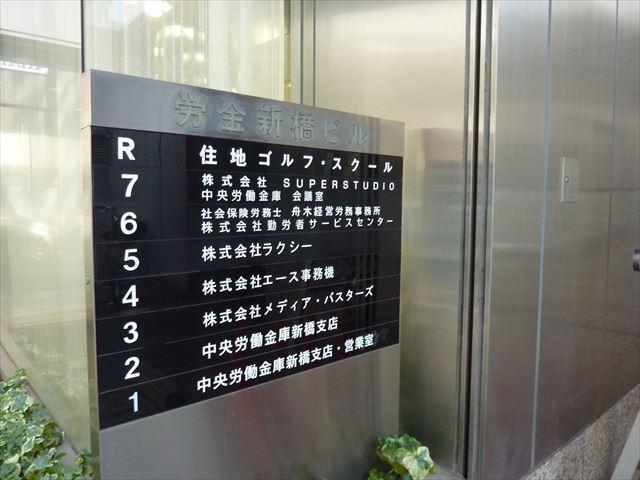 労金新橋ビル
R 住地ゴルフ・スクール
7 株式会社 SUPERSTUDIO
中央労働金庫 会議室
6 社会保険労務士 舟木経営労務事務所
株式会社勤労者サービスセンター
5 株式会社ラクシー
4 株式会社エース事務機
3 株式会社メディア・バスターズ
2 中央労働金庫新橋支店
1 中央労働金庫新橋支店・営業室